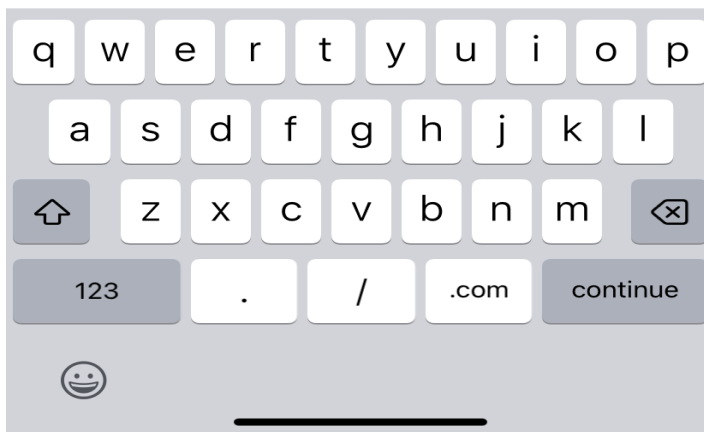 q w e r t y u i o p
a s d f g h j k l
z x c v b n m
123 . / .com continue